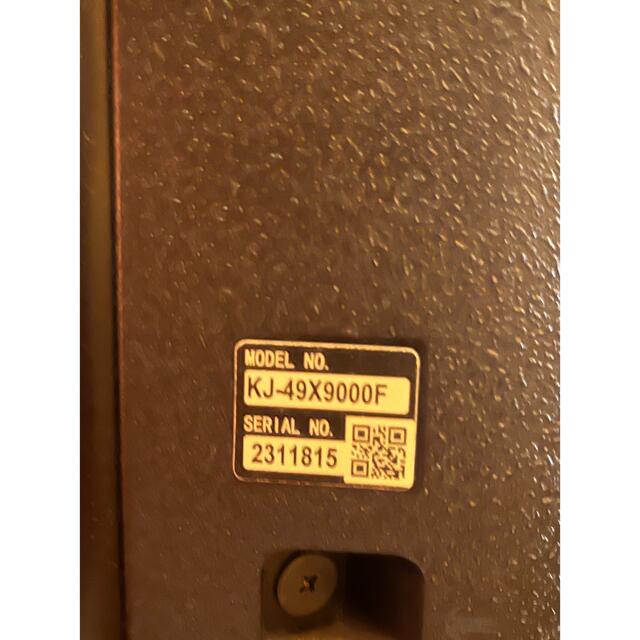 MODEL NO.
KJ-49X9000F
SERIAL NO.
2311815